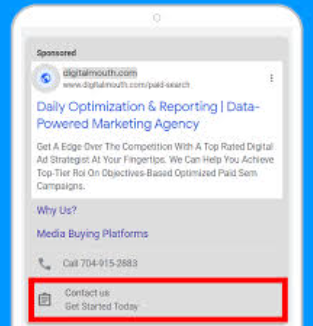 Sponsored
digitalmouth.com
www.digitalmouth.com/paid-search
Daily Optimization & Reporting | Data-
Powered Marketing Agency
Get A Edge Over The Competition With A Top Rated Digital
Ad Strategist At Your Fingertips. We Can Help You Achieve
Top-Tier Roi On Objectives-Based Optimized Paid Sem
Campaigns.
Why Us?
Media Buying Platforms
Call 704-915-2883
Contact us
Get Started Today